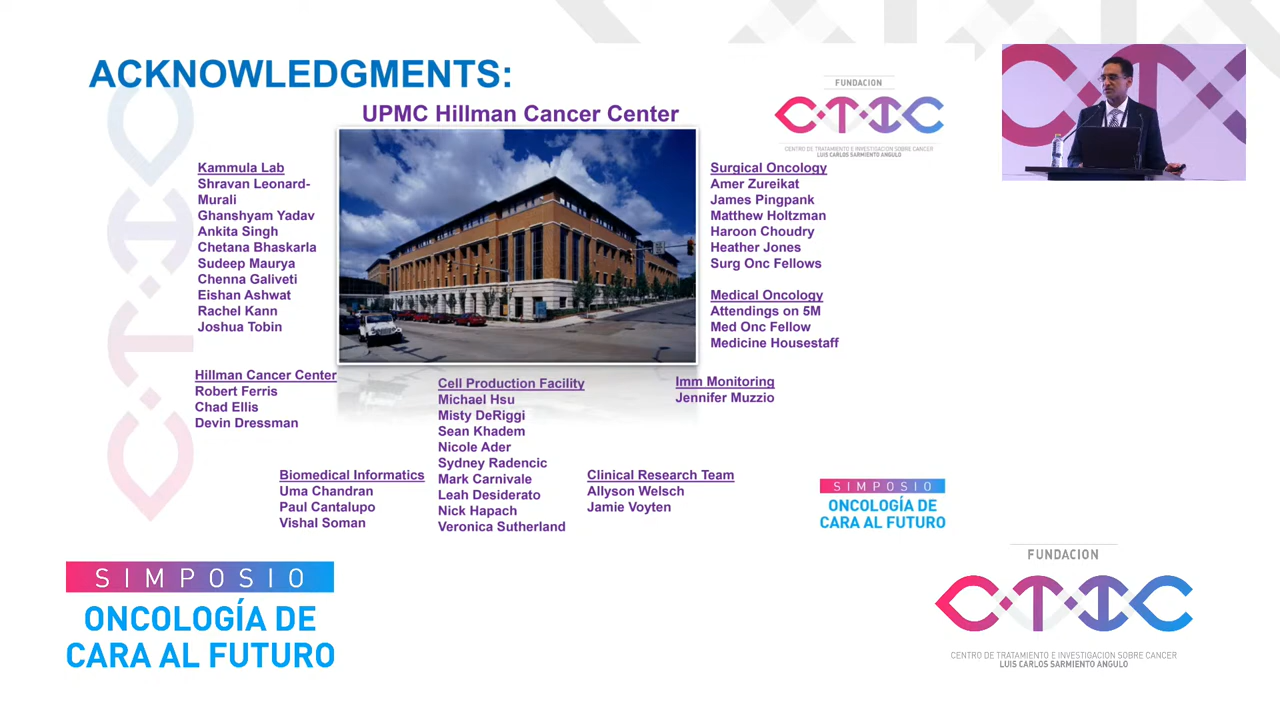 ACKNOWLEDGMENTS:
UPMC Hillman Cancer Center
FUNDACION
C·T·IC
CENTRO DE TRATAMIENTO E INVESTIGACION SOBRE CANCER
LUIS CARLOS SARMIENTO ANGULO
Kammula Lab
Shravan Leonard-
Murali
Ghanshyam Yadav
Ankita Singh
Chetana Bhaskarla
Sudeep Maurya
Chenna Galiveti
Eishan Ashwat
Rachel Kann
Joshua Tobin
Surgical Oncology
Amer Zureikat
James Pingpank
Matthew Holtzman
Haroon Choudry
Heather Jones
Surg Onc Fellows
Medical Oncology
Attendings on 5M
Med Onc Fellow
Medicine Housestaff
Hillman Cancer Center
Robert Ferris
Chad Ellis
Devin Dressman
Cell Production Facility
Michael Hsu
Misty DeRiggi
Sean Khadem
Nicole Ader
Sydney Radencic
Mark Carnivale
Leah Desiderato
Nick Hapach
Veronica Sutherland
Imm Monitoring
Jennifer Muzzio
Biomedical Informatics
Uma Chandran
Paul Cantalupo
Vishal Soman
Clinical Research Team
Allyson Welsch
Jamie Voyten
SIMPOSIO
ONCOLOGÍA DE
CARA AL FUTURO
SIMPOSIO
ONCOLOGÍA DE
CARA AL FUTURO
FUNDACION
C·T·IC
CENTRO DE TRATAMIENTO E INVESTIGACION SOBRE CANCER
LUIS CARLOS SARMIENTO ANGULO